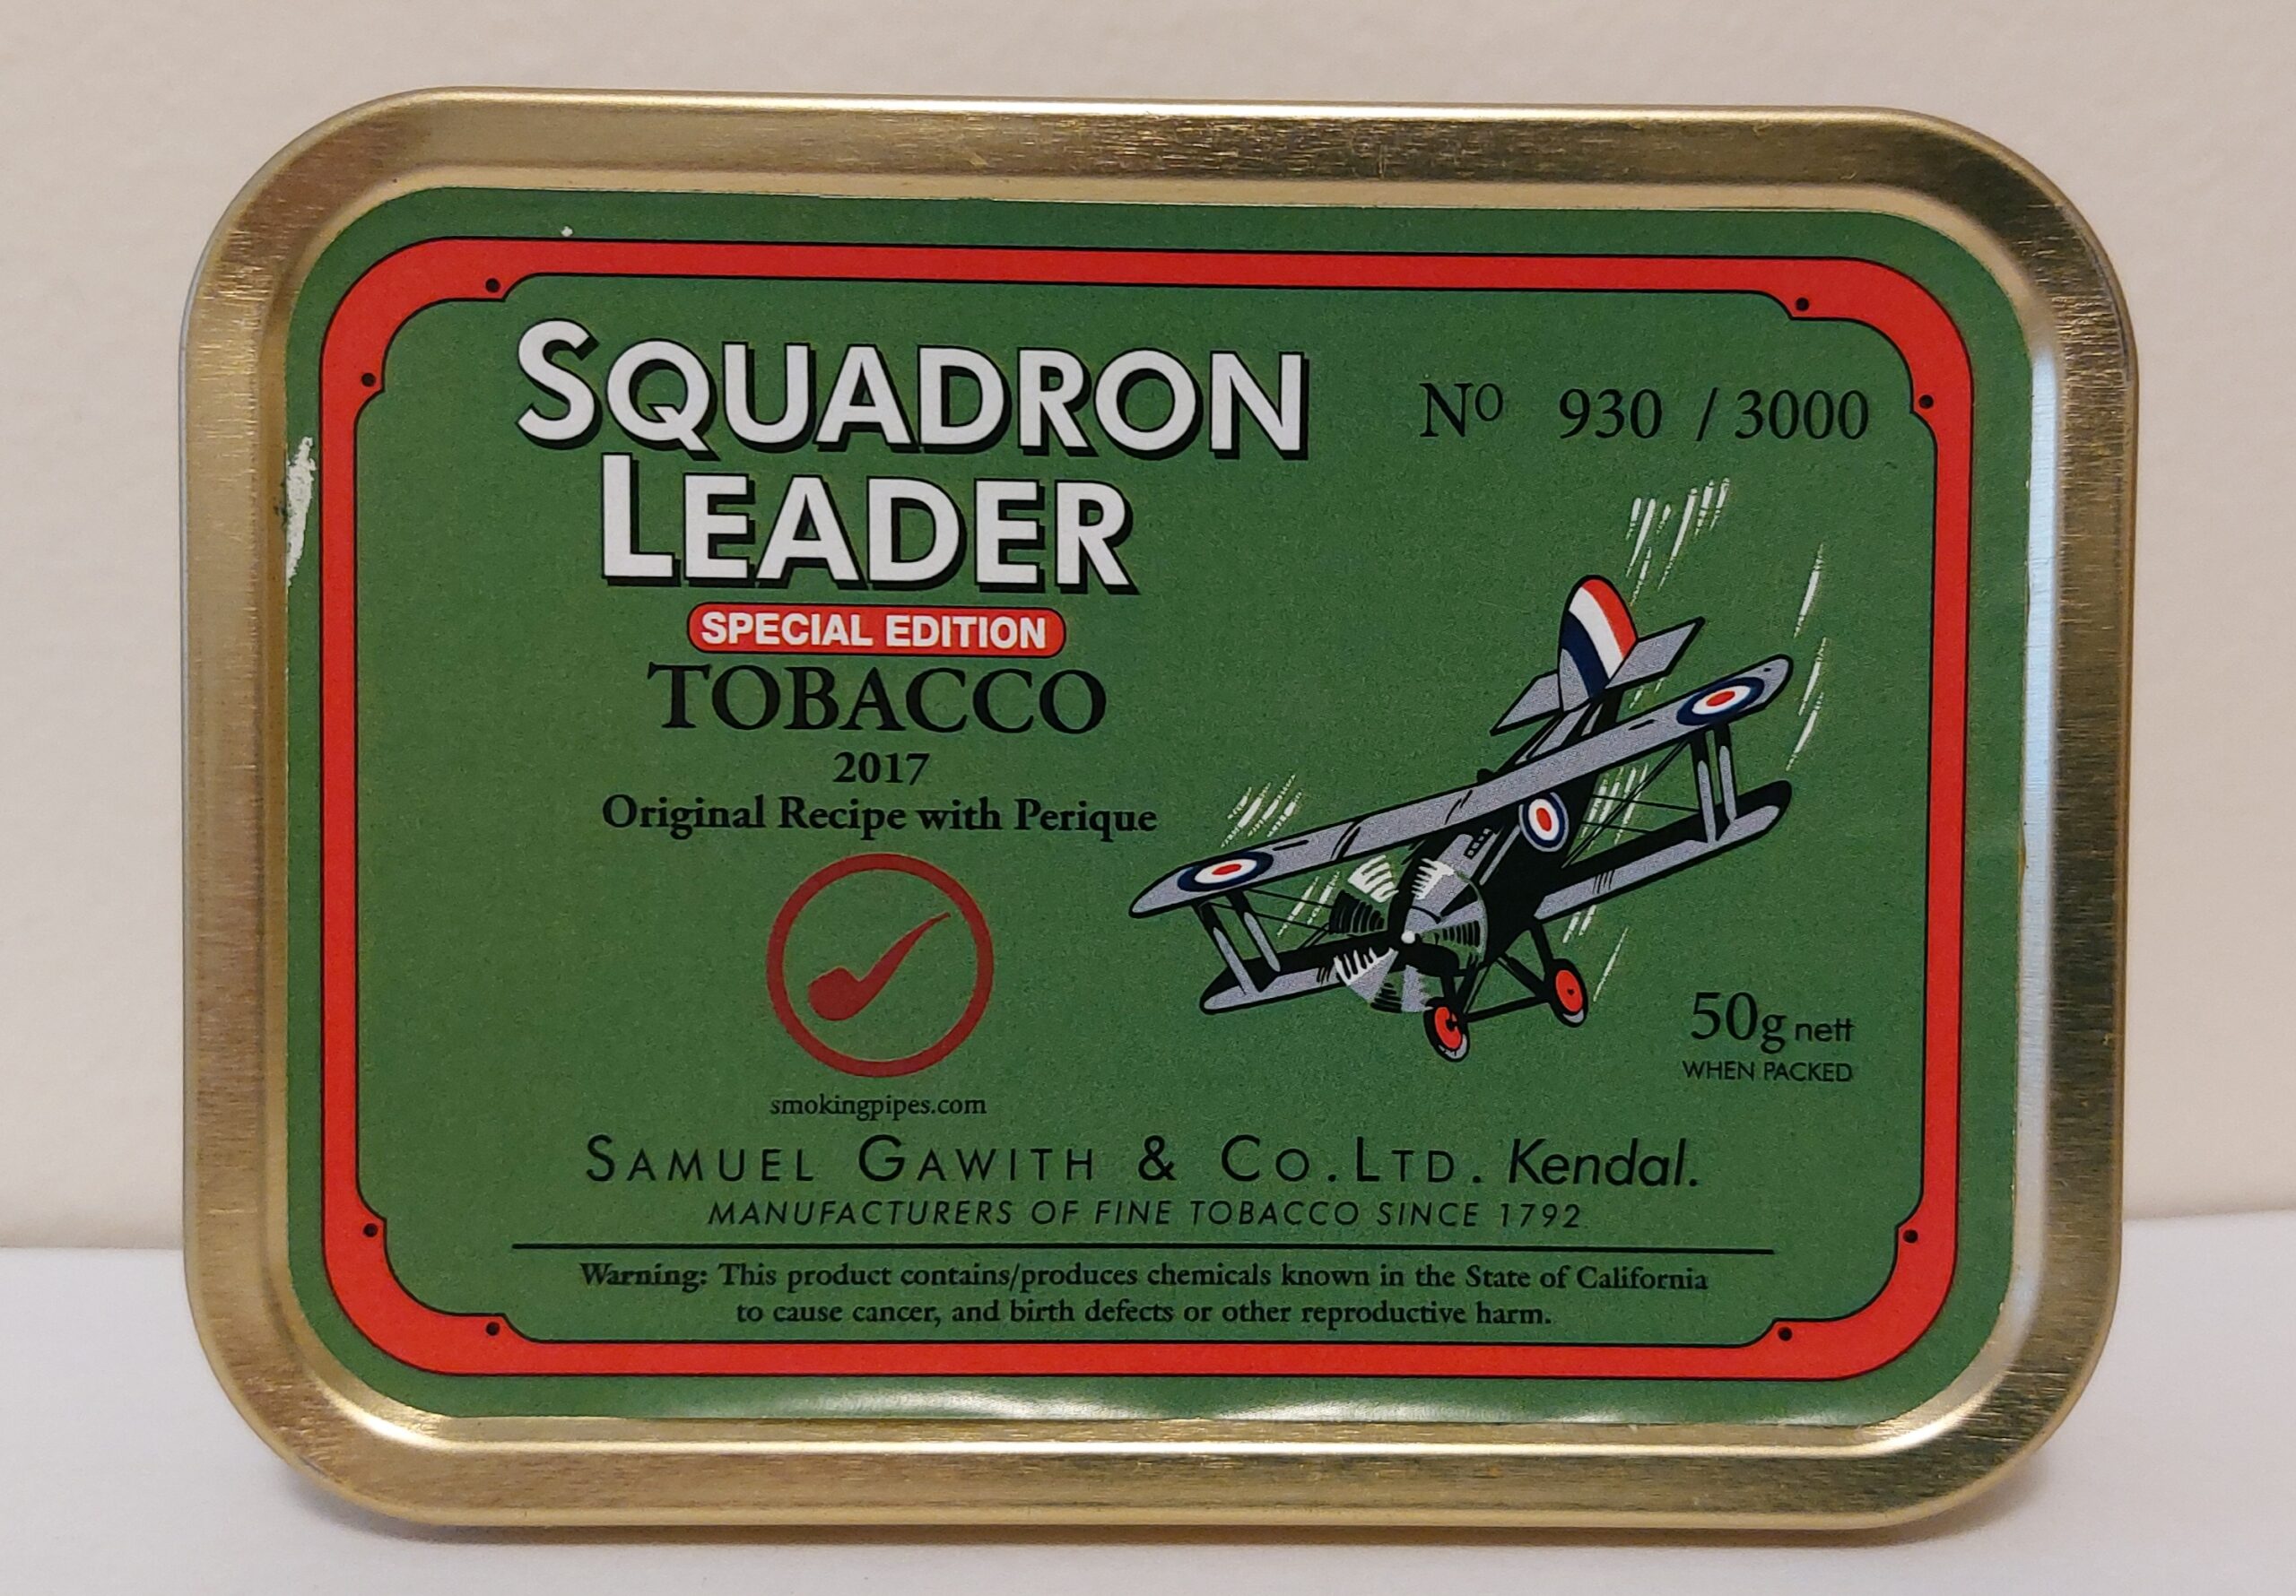 SQUADRON
LEADER
Nº 930 / 3000
SPECIAL EDITION
TOBACCO
2017
Original Recipe with Perique
50g nett
WHEN PACKED
smokingpipes.com
SAMUEL GAWITH & CO.LTD. Kendal.
MANUFACTURERS OF FINE TOBACCO SINCE 1792.
Warning: This product contains/produces chemicals known in the State of California
to cause cancer, and birth defects or other reproductive harm.